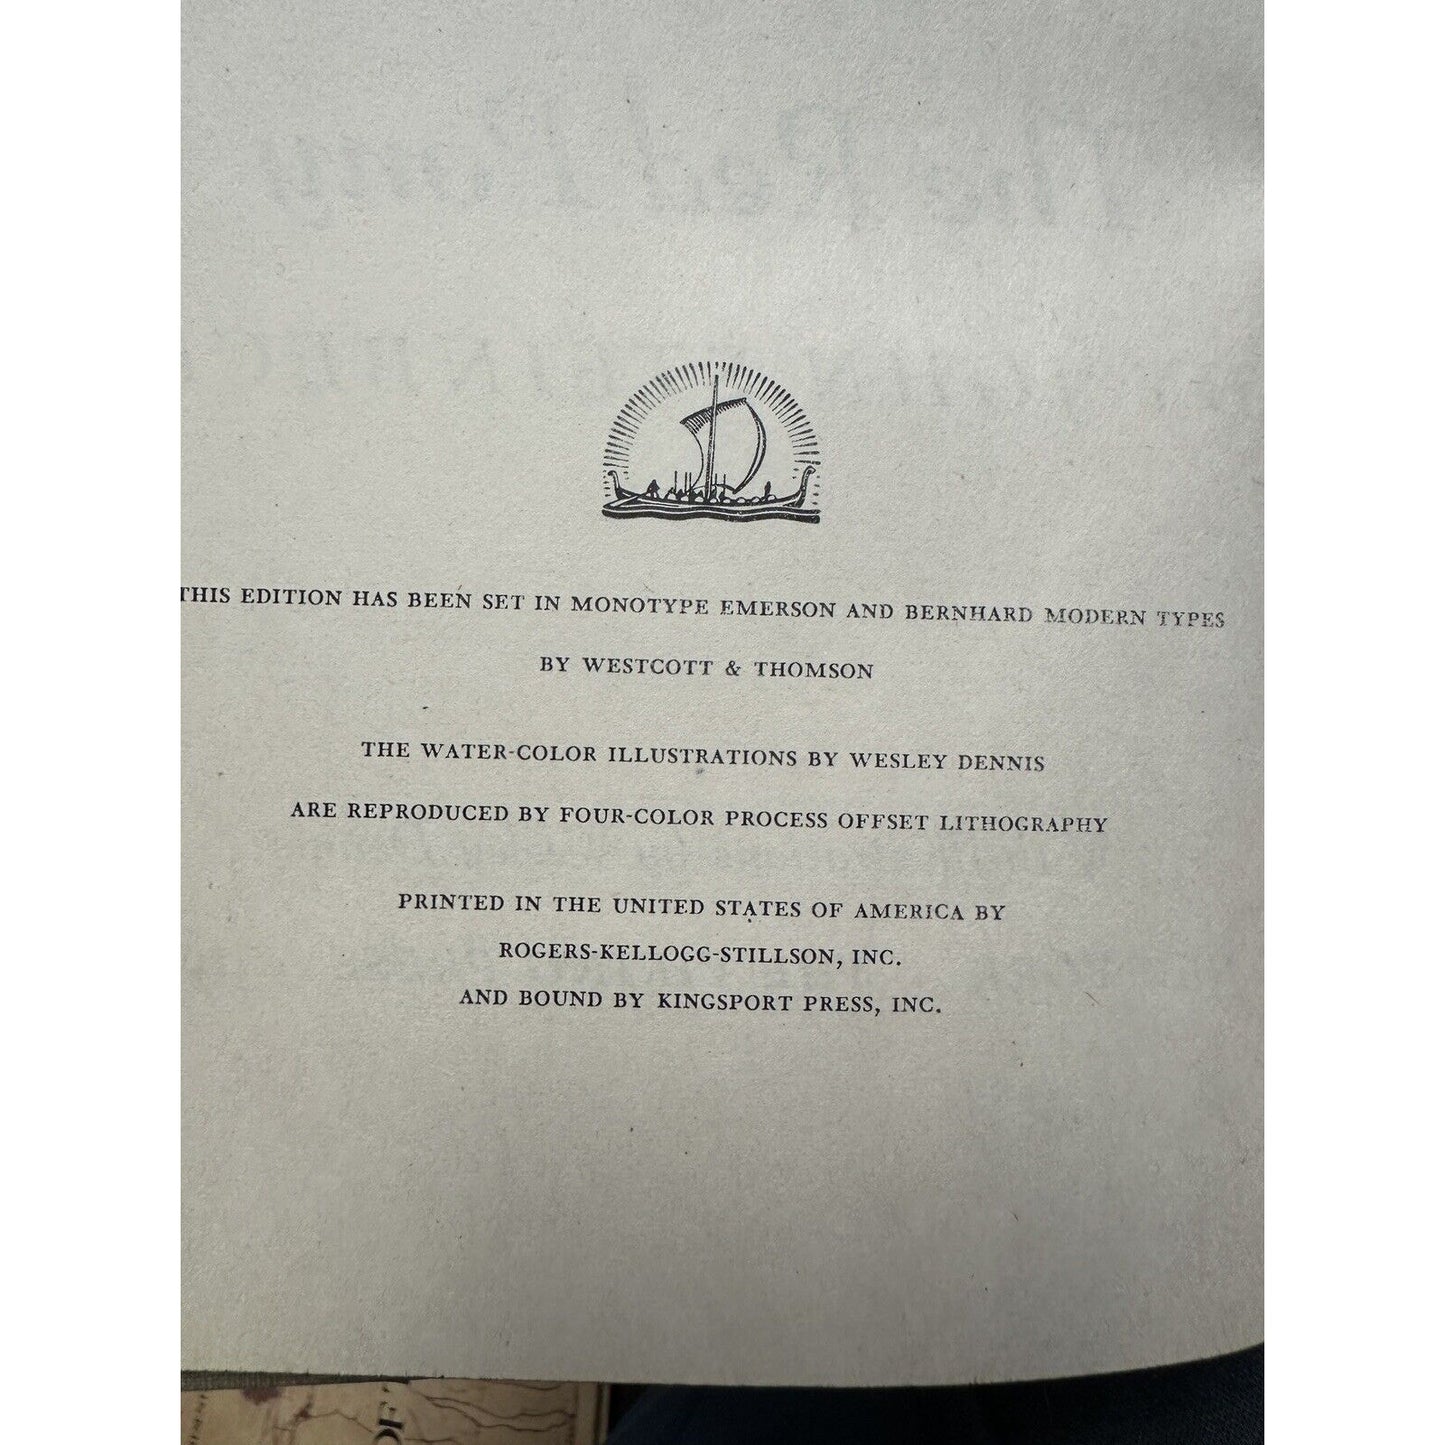 THIS EDITION HAS BEEN SET IN MONOTYPE EMERSON AND BERNHARD MODERN TYPES
BY WESTCOTT & THOMSON
THE WATER-COLOR ILLUSTRATIONS BY WESLEY DENNIS
ARE REPRODUCED BY FOUR-COLOR PROCESS OFFSET LITHOGRAPHY
PRINTED IN THE UNITED STATES OF AMERICA BY
ROGERS-KELLOGG-STILLSON, INC.
AND BOUND BY KINGSPORT PRESS, INC.